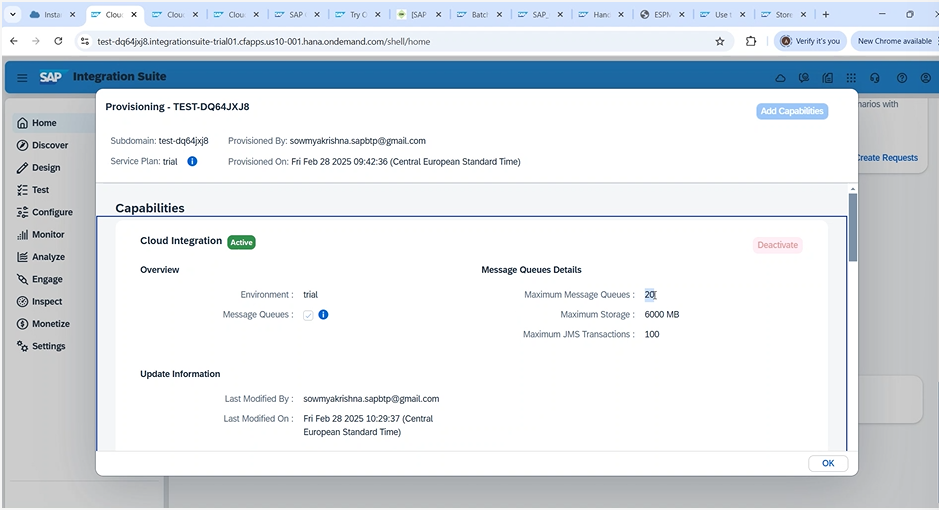 Instan
Clou
Clou
Clou
SAP
Try C
[SAP
Batch
SAP_
Hand
ESPM
Use t
Store
test-dq64jxj8.integrationsuite-trial01.cfapps.us10-001.hana.ondemand.com/shell/home
Verify it's you
New Chrome available
SAP Integration Suite
Home
Discover
Design
Test
Configure
Monitor
Analyze
Engage
Inspect
Monetize
Settings
narios with
Create Requests
Provisioning - TEST-DQ64JXJ8
Add Capabilities
Subdomain: test-dq64jxj8 Provisioned By: sowmyakrishna.sapbtp@gmail.com
Service Plan: trial Provisioned On: Fri Feb 28 2025 09:42:36 (Central European Standard Time)
Capabilities
Cloud Integration Active
Deactivate
Overview
Environment : trial
Message Queues :
Message Queues Details
Maximum Message Queues : 20
Maximum Storage : 6000 MB
Maximum JMS Transactions : 100
Update Information
Last Modified By : sowmyakrishna.sapbtp@gmail.com
Last Modified On : Fri Feb 28 2025 10:29:37 (Central
European Standard Time)
OK